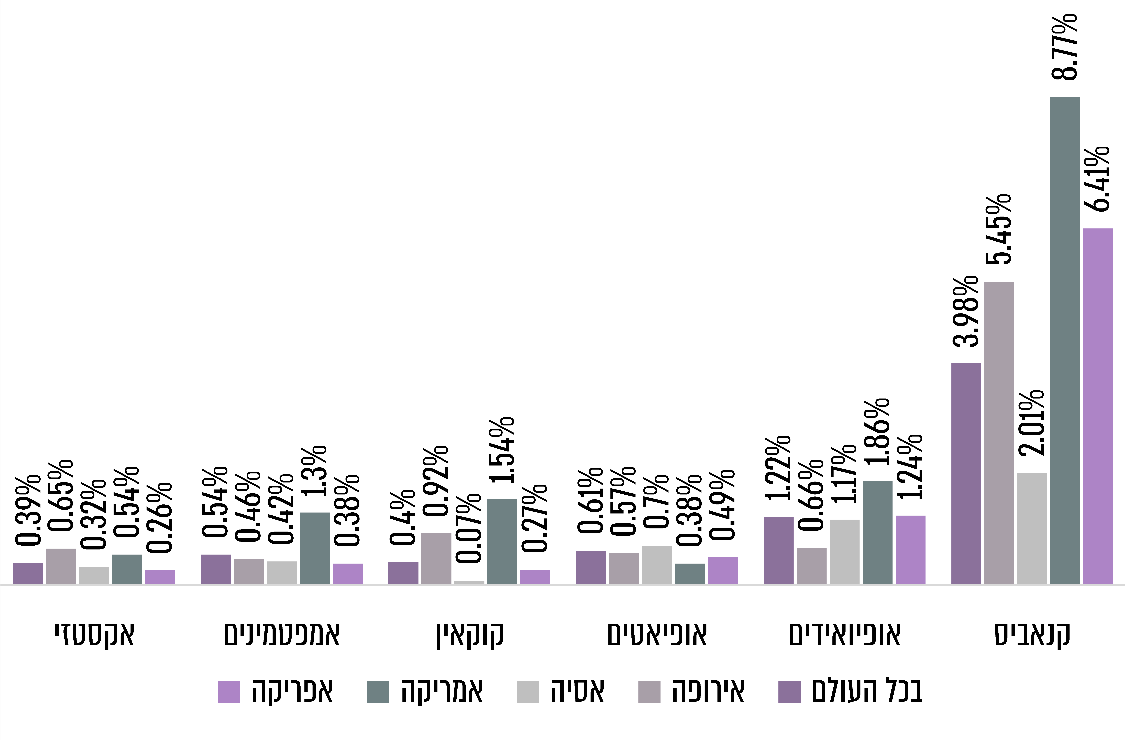 0.39% 0.65% 0.32% 0.54% 0.26% 0.54% 0.46% 0.42% 1.3% 0.38% 0.4% 0.92% 0.07% 1.54% 0.27% 0.61% 0.57% 0.7% 0.38% 0.49% 1.22% 0.66% 1.17% 1.86% 1.24% 3.98% 5.45% 2.01% 8.77% 6.41%
קנאביס אופיואידים אופיאטים קוקאין אמפטמינים אקסטזי
בכל העולם אירופה אסיה אמריקה אפריקה